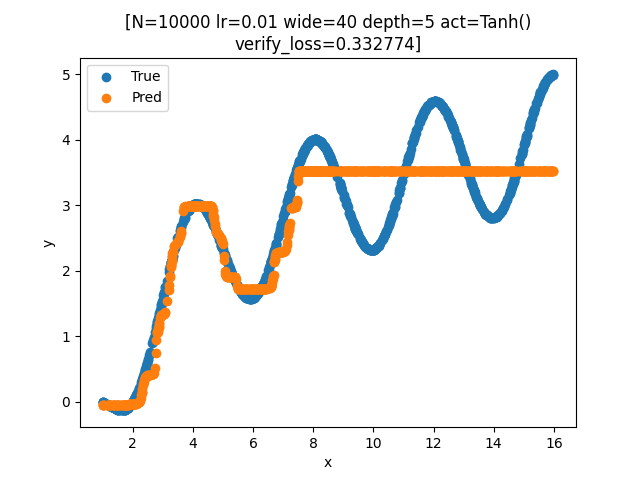 [N=10000 lr=0.01 wide=40 depth=5 act=Tanh()
verify_loss=0.332774]
True
Pred
y
5
4
3
2
1
0
2 4 6 8 10 12 14 16
x